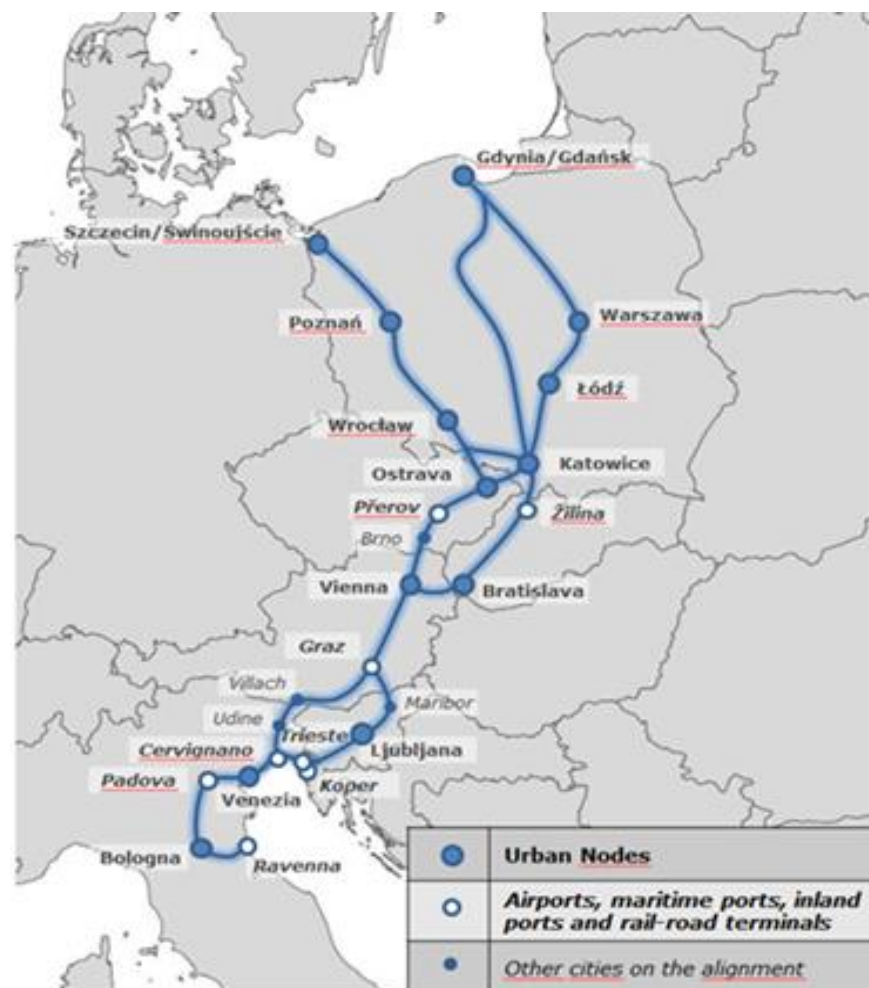 Gdynia/Gdańsk
Szczecin/Świnoujście
Poznań
Warszawa
Łódź
Wrocław
Ostrava
Katowice
Přerov
Žilina
Brno
Vienna
Bratislava
Graz
Villach
Maribor
Udine
Trieste
Cervignano
Ljubljana
Padova
Koper
Venezia
Bologna
Ravenna
Urban Nodes
Airports, maritime ports, inland
ports and rail-road terminals
Other cities on the alignment